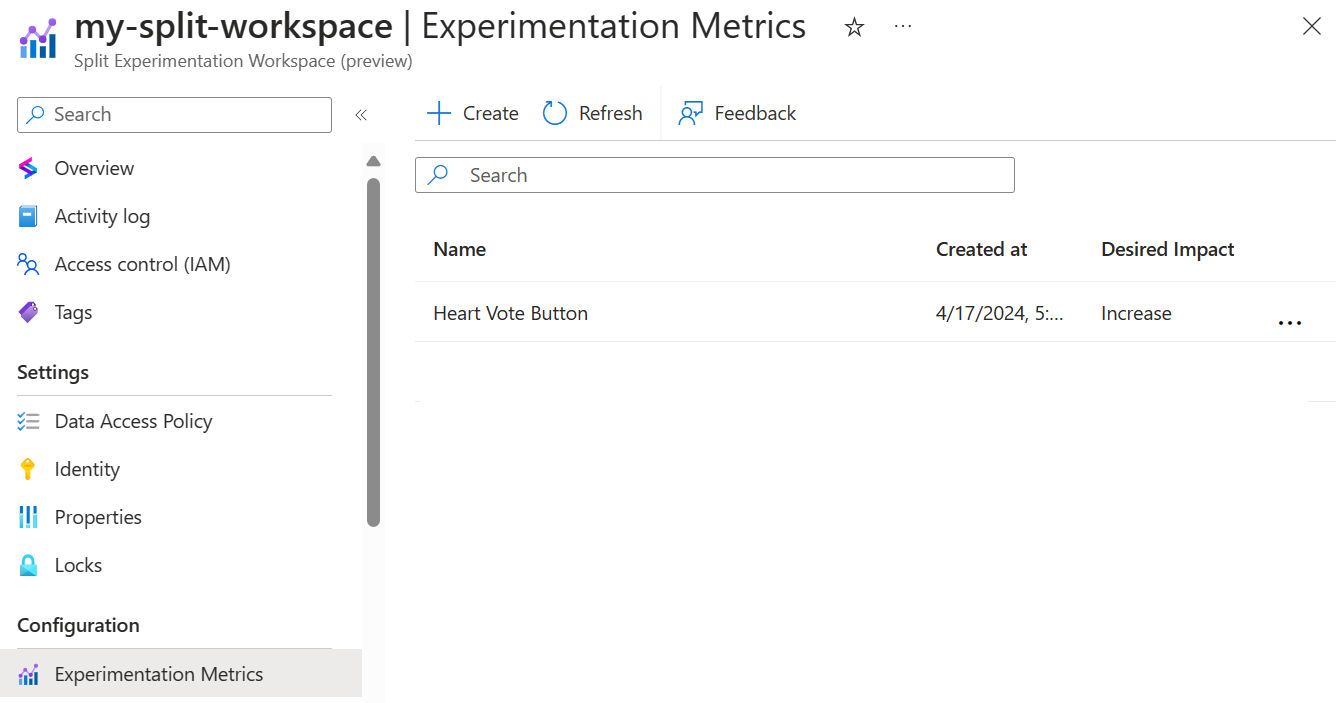 my-split-workspace | Experimentation Metrics
Split Experimentation Workspace (preview)
Search
Overview
Activity log
Access control (IAM)
Tags
Settings
Data Access Policy
Identity
Properties
Locks
Configuration
Experimentation Metrics
Create Refresh Feedback
Search
Name Created at Desired Impact
Heart Vote Button 4/17/2024, 5:... Increase